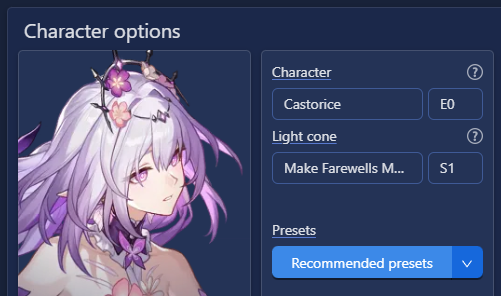 Character options
Character
Castorice
E0
Light cone
Make Farewells M...
S1
Presets
Recommended presets